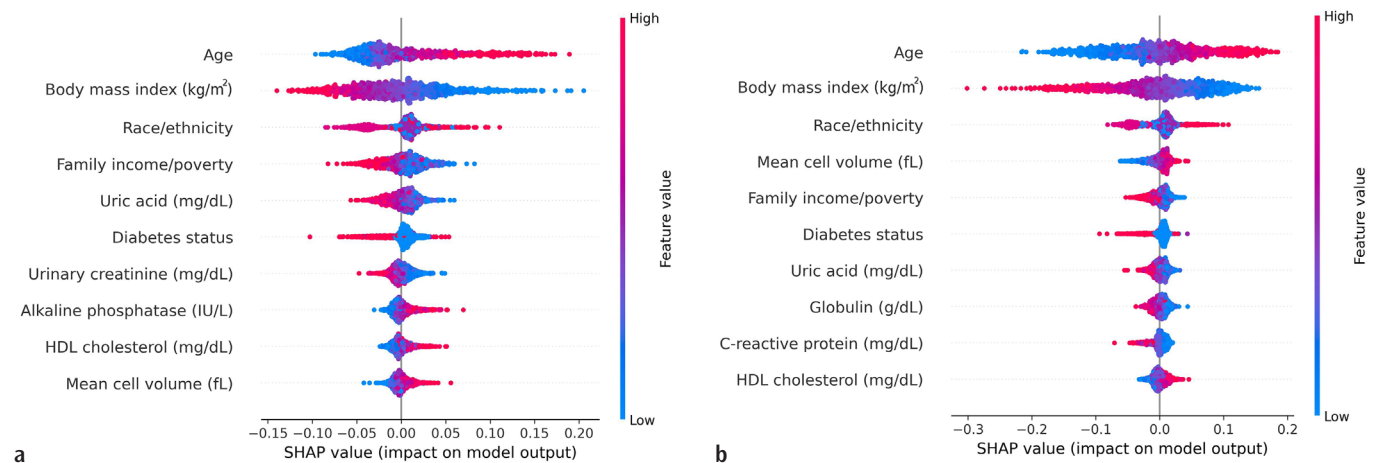 Age
Body mass index (kg/m²)
Race/ethnicity
Family income/poverty
Uric acid (mg/dL)
Diabetes status
Urinary creatinine (mg/dL)
Alkaline phosphatase (IU/L)
HDL cholesterol (mg/dL)
Mean cell volume (fL)
−0.15 −0.10 −0.05 0.00 0.05 0.10 0.15 0.20
SHAP value (impact on model output)
High
Feature value
Low
a
Age
Body mass index (kg/m²)
Race/ethnicity
Mean cell volume (fL)
Family income/poverty
Diabetes status
Uric acid (mg/dL)
Globulin (g/dL)
C-reactive protein (mg/dL)
HDL cholesterol (mg/dL)
−0.3 −0.2 −0.1 0.0 0.1 0.2
SHAP value (impact on model output)
High
Feature value
Low
b